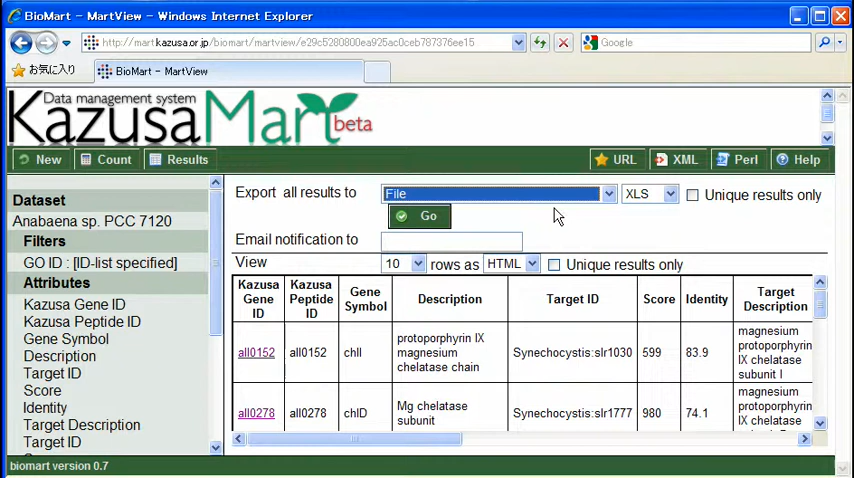 BioMart - MartView - Windows Internet Explorer
http://mart.kazusa.or.jp/biomart/martview/e29c5280800ea925ac0ceb787376ee15
Google
お気に入り
BioMart - MartView
Data management system
KazusaMart beta
New
Count
Results
URL
XML
Perl
Help
Dataset
Anabaena sp. PCC 7120
Filters
GO ID : [ID-list specified]
Attributes
Kazusa Gene ID
Kazusa Peptide ID
Gene Symbol
Description
Target ID
Score
Identity
Target Description
Target ID
Export all results to
File
XLS
Unique results only
Go
Email notification to
View
10
rows as
HTML
Unique results only
Kazusa Gene ID
Kazusa Peptide ID
Gene Symbol
Description
Target ID
Score
Identity
Target Description
all0152
all0152
chlI
protoporphyrin IX
magnesium
chelatase chain
Synechocystis:slr1030
599
83.9
magnesium
protoporphyrin
IX chelatase
subunit I
all0278
all0278
chlD
Mg chelatase
subunit
Synechocystis:slr1777
980
74.1
magnesium
protoporphyrin
IX chelatase
biomart version 0.7